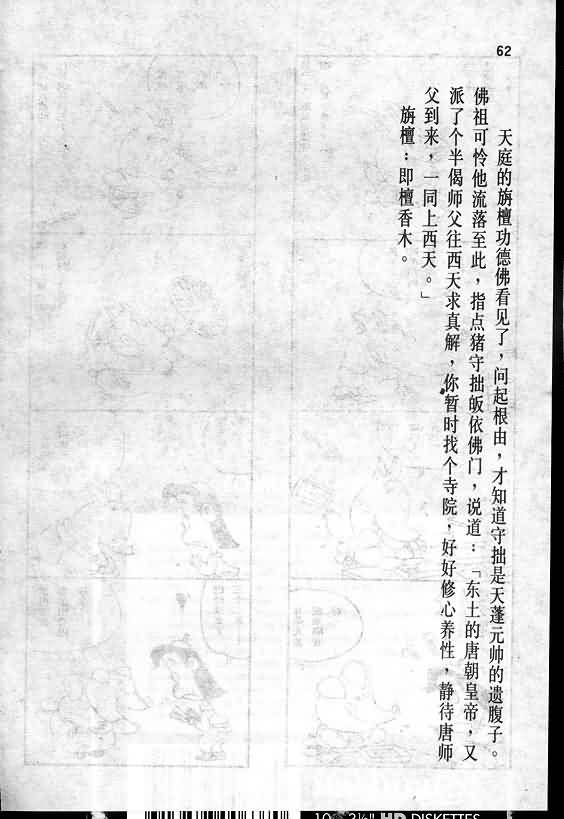 62
天庭的旃檀功德佛看见了，问起根由，才知道守拙是天蓬元帅的遗腹子。
佛祖可怜他流落至此，指点猪守拙皈依佛门，说道：「东土的唐朝皇帝，又
派了个半偈师父往西天求真解，你暂时找个寺院，好好修心养性，静待唐师
父到来，一同上西天。」
旃檀：即檀香木。
HD DISKETTES